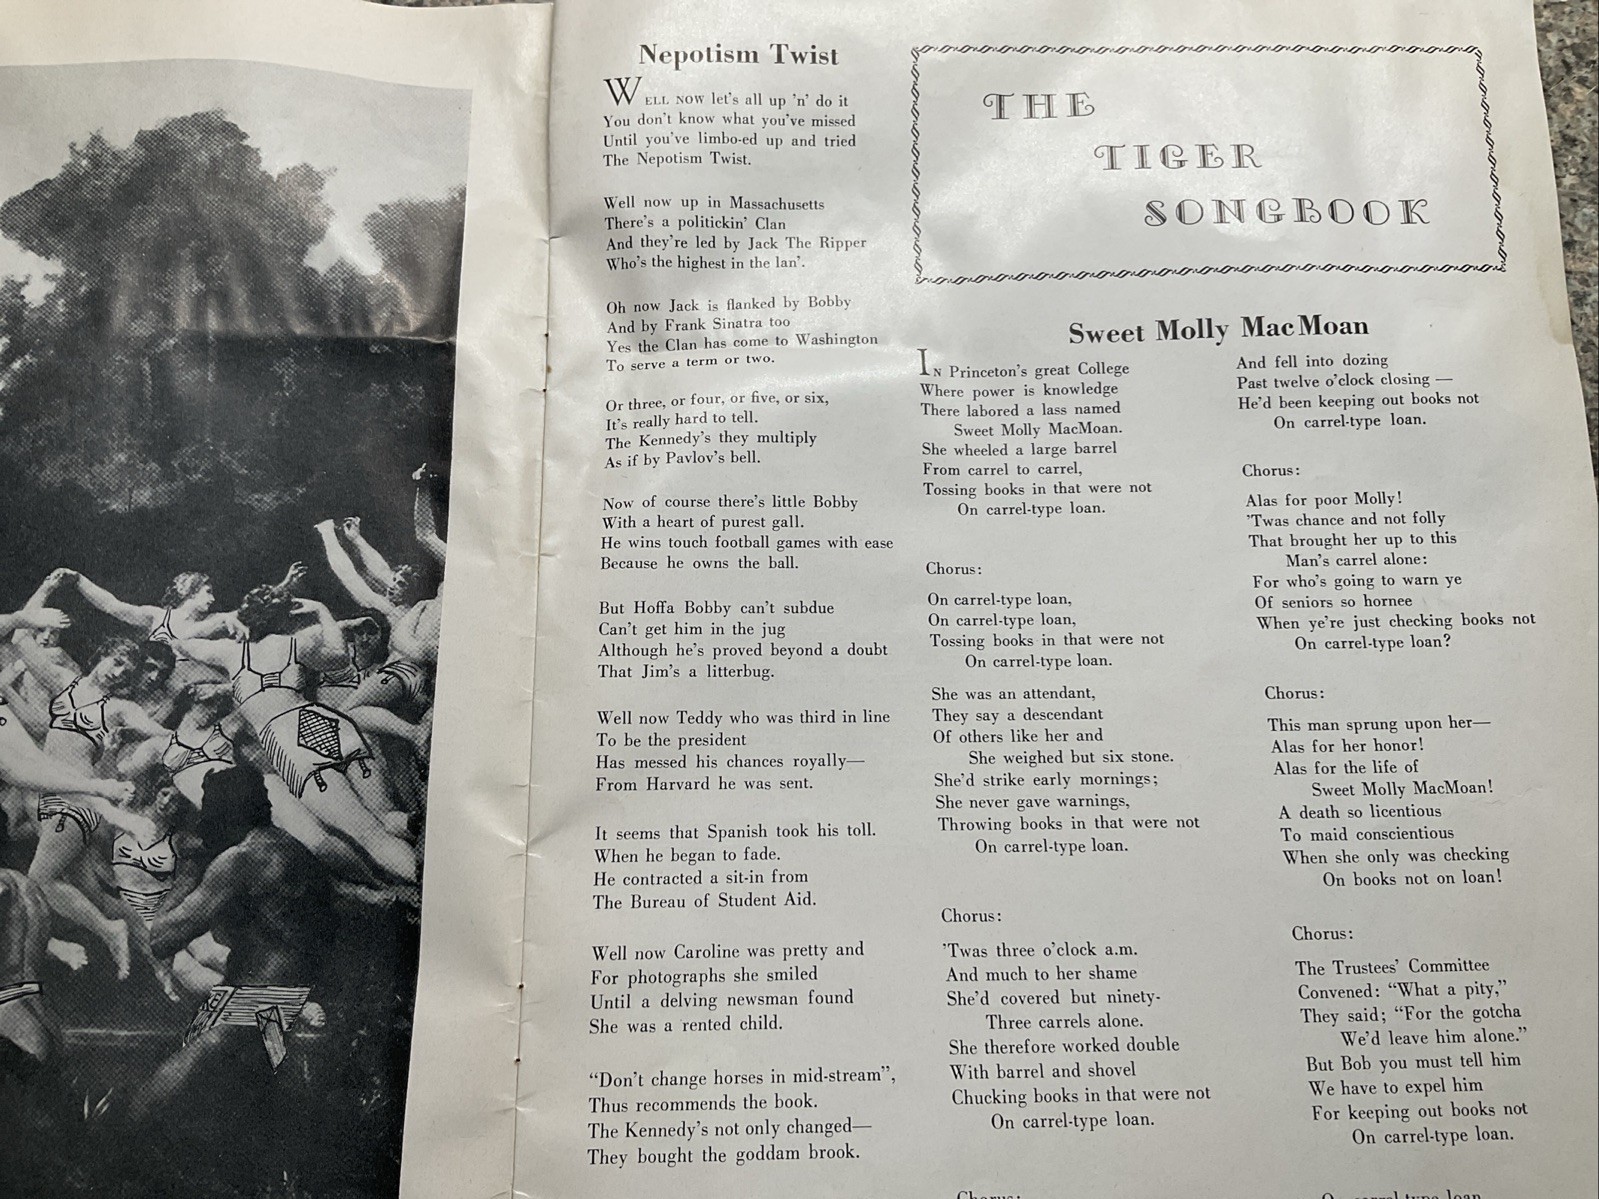 Nepotism Twist
WELL NOW let's all up 'n' do it
You don't know what you've missed
Until you've limbo-ed up and tried
The Nepotism Twist.
Well now up in Massachusetts
There's a politickin' Clan
And they're led by Jack The Ripper
Who's the highest in the lan'.
Oh now Jack is flanked by Bobby
And by Frank Sinatra too
Yes the Clan has come to Washington
To serve a term or two.
Or three, or four, or five, or six,
It's really hard to tell.
The Kennedy's they multiply
As if by Pavlov's bell.
Now of course there's little Bobby
With a heart of purest gall.
He wins touch football games with ease
Because he owns the ball.
But Hoffa Bobby can't subdue
Can't get him in the jug
Although he's proved beyond a doubt
That Jim's a litterbug.
Well now Teddy who was third in line
To be the president
Has messed his chances royally—
From Harvard he was sent.
It seems that Spanish took his toll.
When he began to fade.
He contracted a sit-in from
The Bureau of Student Aid.
Well now Caroline was pretty and
For photographs she smiled
Until a delving newsman found
She was a rented child.
“Don't change horses in mid-stream”,
Thus recommends the book.
The Kennedy's not only changed—
They bought the goddam brook.
THE
TIGER
SONGBOOK
Sweet Molly MacMoan
IN Princeton's great College
Where power is knowledge
There labored a lass named
Sweet Molly MacMoan.
She wheeled a large barrel
From carrel to carrel,
Tossing books in that were not
On carrel-type loan.
Chorus:
On carrel-type loan,
On carrel-type loan,
Tossing books in that were not
On carrel-type loan.
She was an attendant,
They say a descendant
Of others like her and
She weighed but six stone.
She'd strike early mornings;
She never gave warnings,
Throwing books in that were not
On carrel-type loan.
Chorus:
'Twas three o'clock a.m.
And much to her shame
She'd covered but ninety-
Three carrels alone.
She therefore worked double
With barrel and shovel
Chucking books in that were not
On carrel-type loan.
Chorus:
And fell into dozing
Past twelve o'clock closing —
He'd been keeping out books not
On carrel-type loan.
Chorus:
Alas for poor Molly!
'Twas chance and not folly
That brought her up to this
Man's carrel alone:
For who's going to warn ye
Of seniors so hornee
When ye're just checking books not
On carrel-type loan?
Chorus:
This man sprung upon her—
Alas for her honor!
Alas for the life of
Sweet Molly MacMoan!
A death so licentious
To maid conscientious
When she only was checking
On books not on loan!
Chorus:
The Trustees' Committee
Convened: “What a pity,”
They said; “For the gotcha
We'd leave him alone.”
But Bob you must tell him
We have to expel him
For keeping out books not
On carrel-type loan.
On carrel-type loan